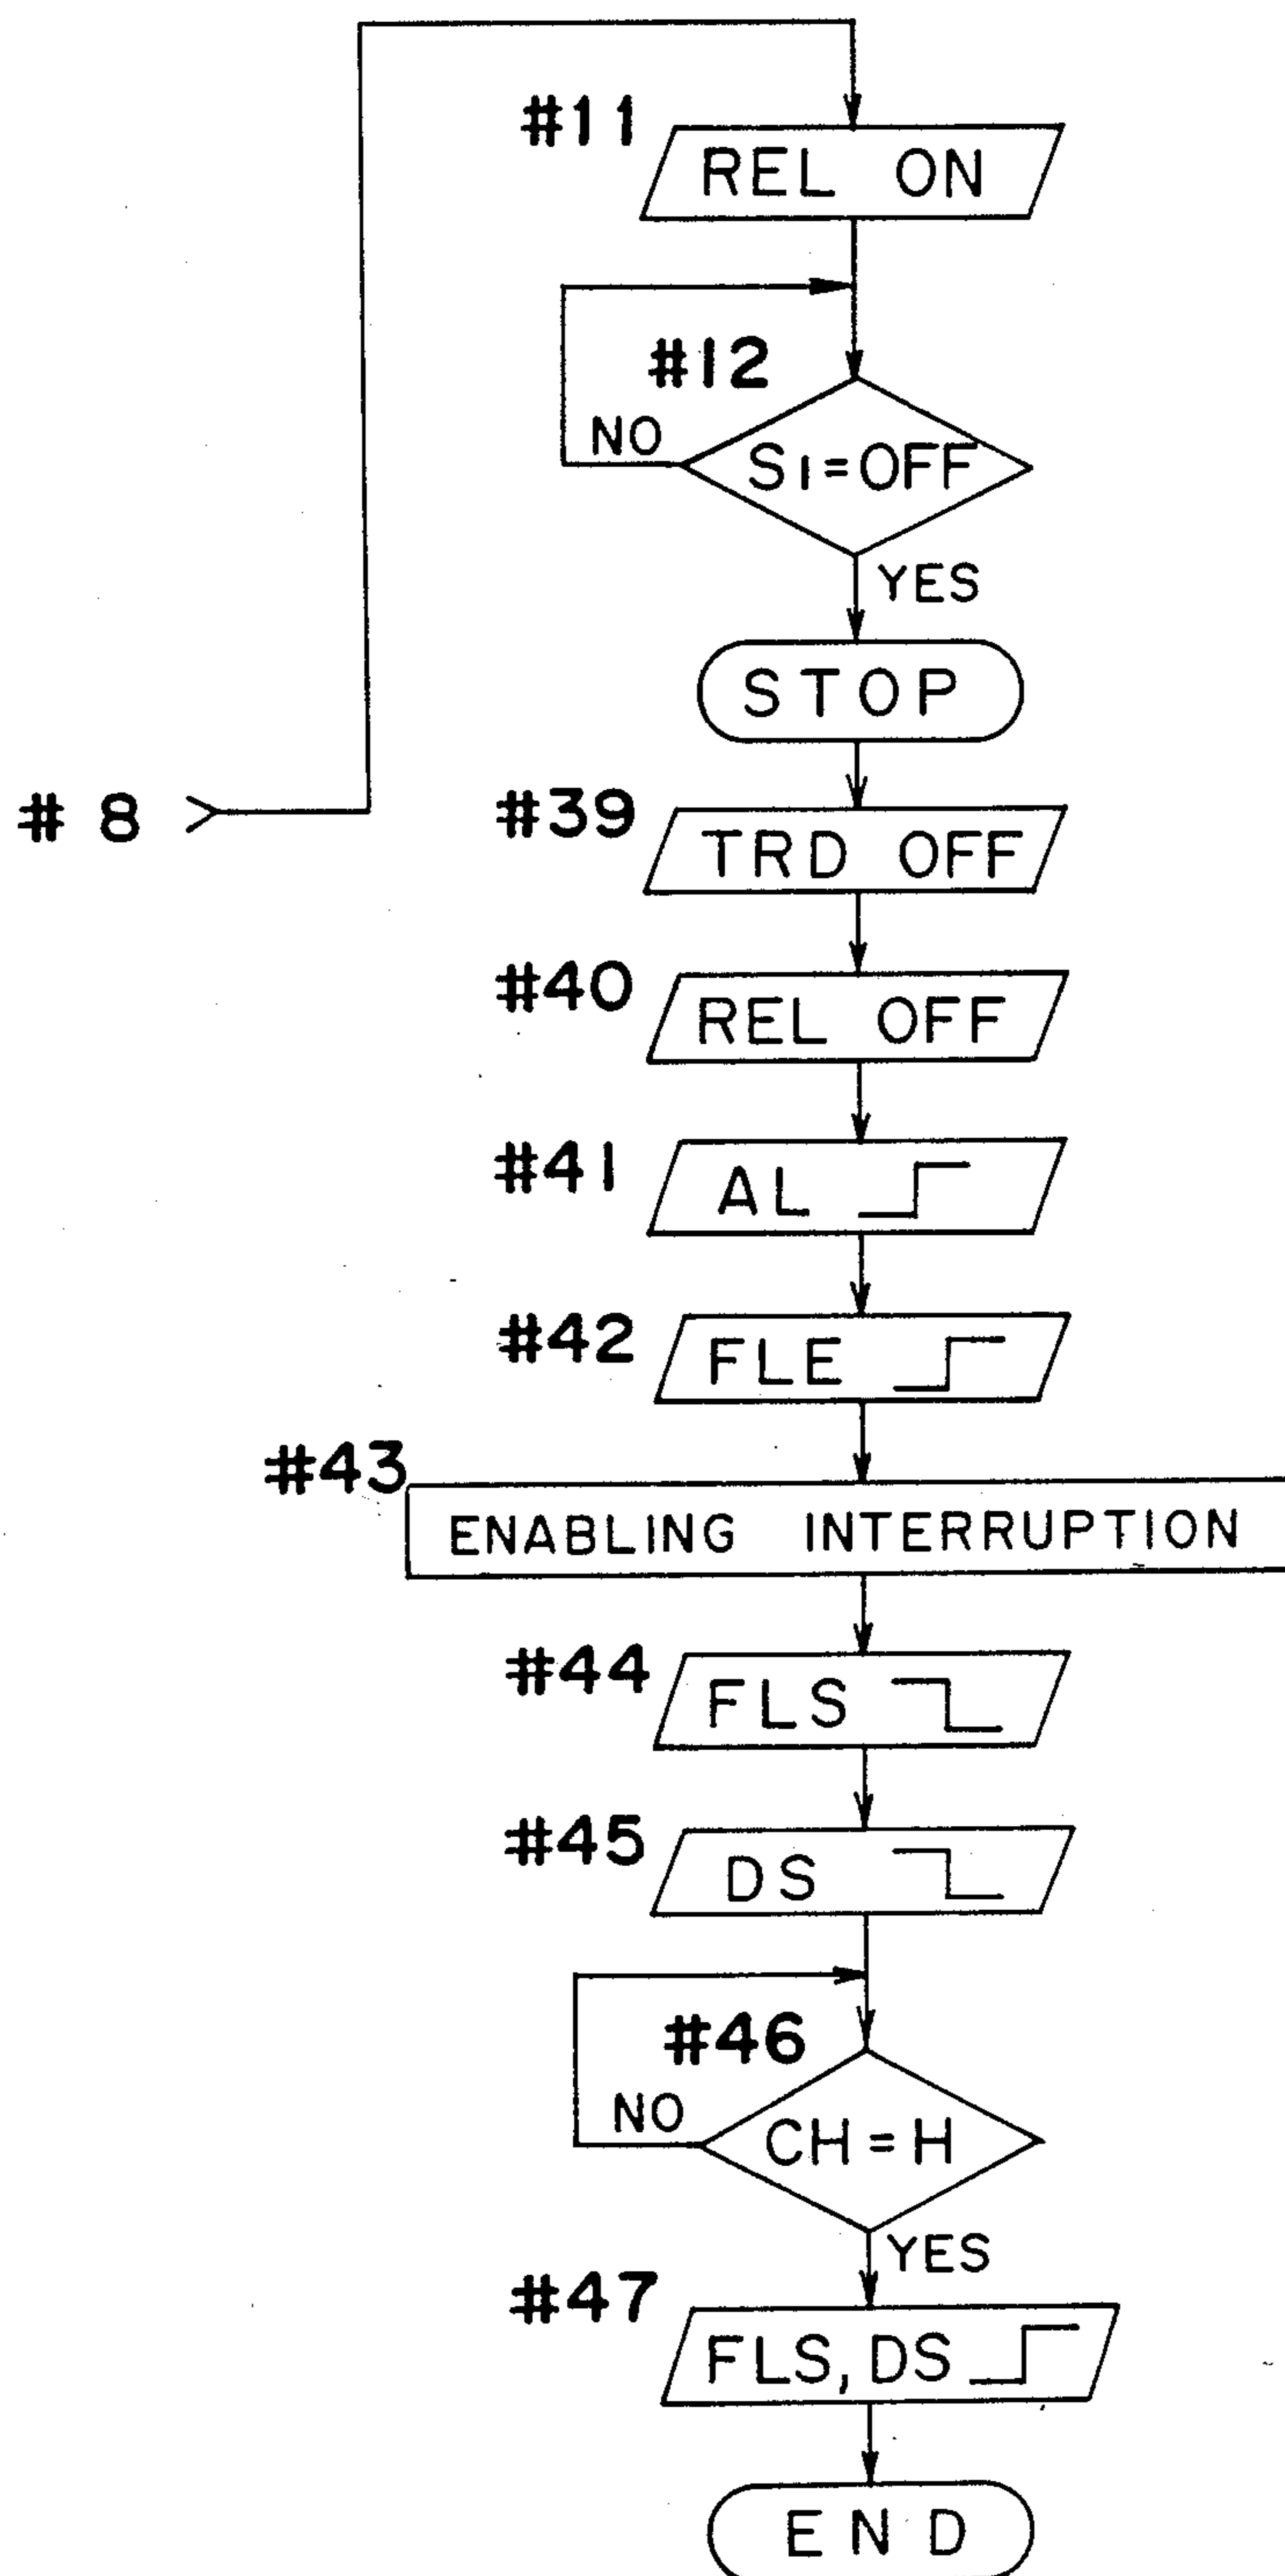 #11
REL ON
#12
NO
S1=OFF
YES
STOP
# 8
#39
TRD OFF
#40
REL OFF
#41
AL
#42
FLE
#43
ENABLING INTERRUPTION
#44
FLS
#45
DS
#46
NO
CH=H
YES
#47
FLS, DS
END